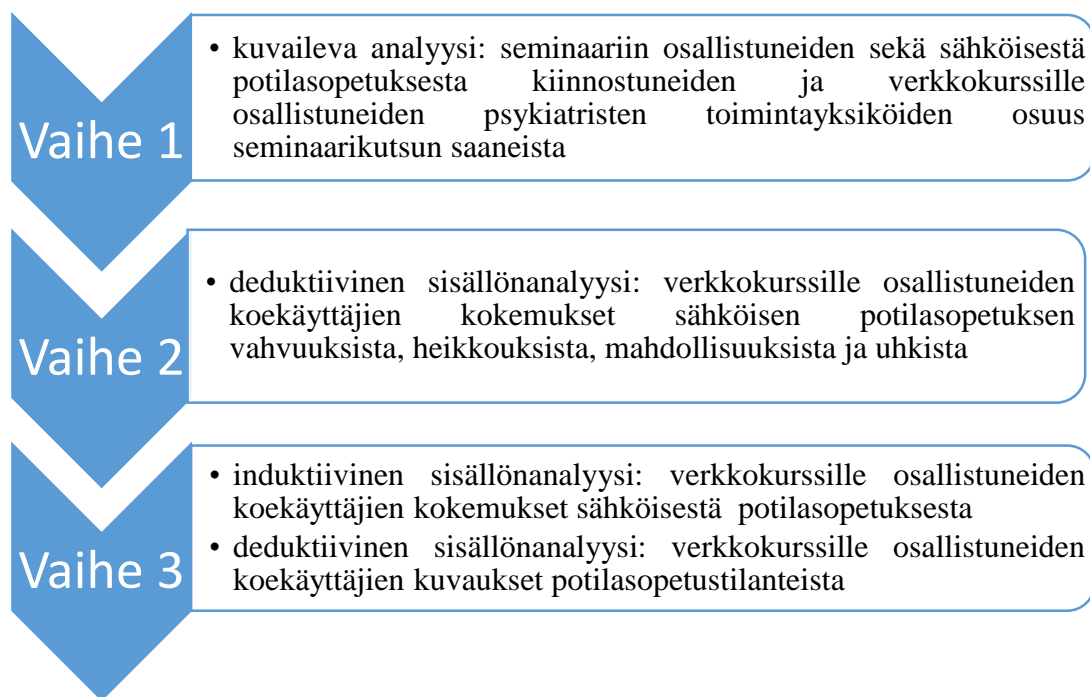 Vaihe 1
• kuvaileva analyysi: seminaariin osallistuneiden sekä sähköisestä
potilasopetuksesta kiinnostuneiden ja verkkokurssille
osallistuneiden psykiatristen toimintayksiköiden osuus
seminaarikutsun saaneista
Vaihe 2
• deduktiivinen sisällönanalyysi: verkkokurssille osallistuneiden
koekäyttäjien kokemukset sähköisen potilasopetuksen
vahvuuksista, heikkouksista, mahdollisuuksista ja uhkista
Vaihe 3
• induktiivinen sisällönanalyysi: verkkokurssille osallistuneiden
koekäyttäjien kokemukset sähköisestä potilasopetuksesta
• deduktiivinen sisällönanalyysi: verkkokurssille osallistuneiden
koekäyttäjien kuvaukset potilasopetustilanteista